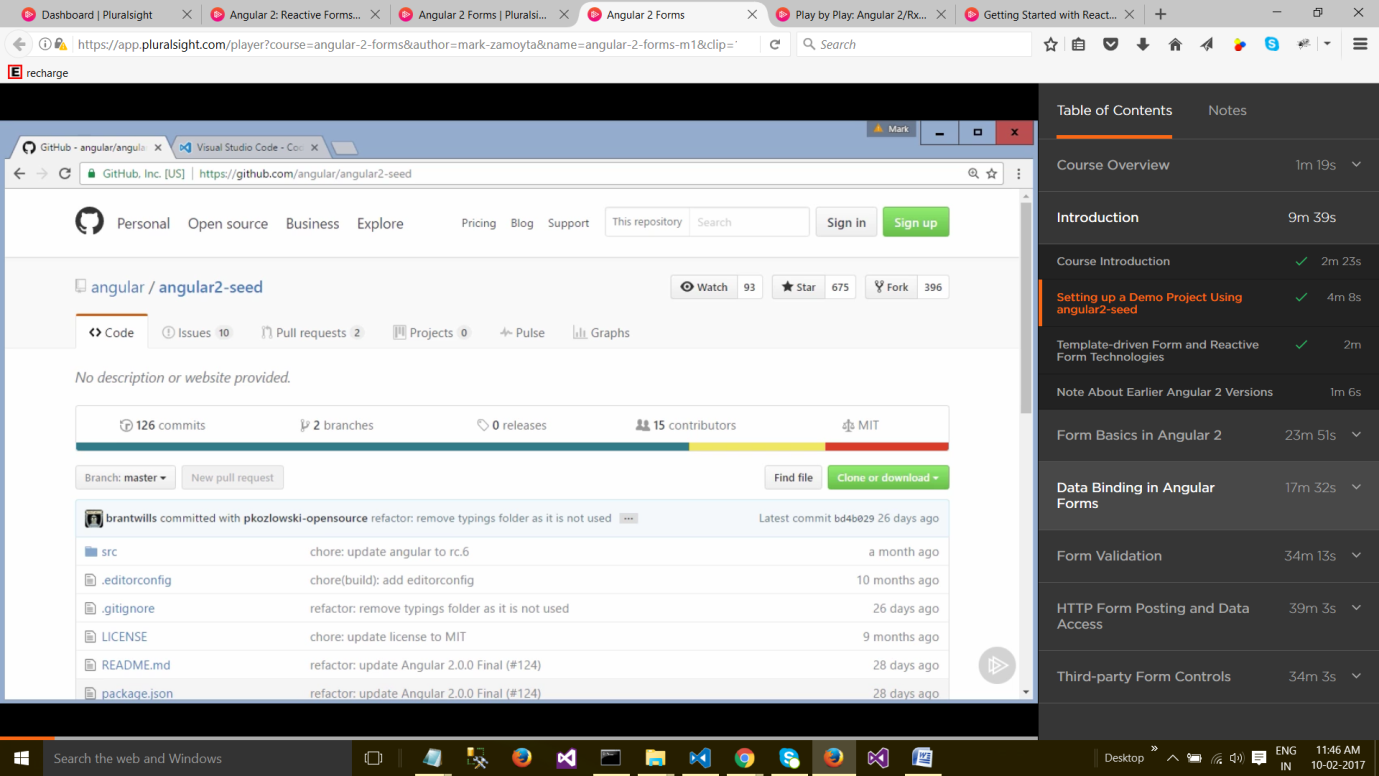 Dashboard | Pluralsight
Angular 2: Reactive Forms...
Angular 2 Forms | Pluralsi...
Angular 2 Forms
Play by Play: Angular 2/Rx...
Getting Started with React...
https://app.pluralsight.com/player?course=angular-2-forms&author=mark-zamoyta&name=angular-2-forms-m1&clip=
Search
E recharge
Mark
GitHub - angular/angula
Visual Studio Code - Co
GitHub, Inc. [US]
https://github.com/angular/angular2-seed
Personal Open source Business Explore
Pricing Blog Support
This repository Search
Sign in
Sign up
angular / angular2-seed
Watch 93
Star 675
Fork 396
Code
Issues 10
Pull requests 2
Projects 0
Pulse
Graphs
No description or website provided.
126 commits
2 branches
0 releases
15 contributors
MIT
Branch: master
New pull request
Find file
Clone or download
brantwills committed with pkozlowski-opensource refactor: remove typings folder as it is not used ...
Latest commit bd4b029 26 days ago
src chore: update angular to rc.6 a month ago
.editorconfig chore(build): add editorconfig 10 months ago
.gitignore refactor: remove typings folder as it is not used 26 days ago
LICENSE chore: update license to MIT 9 months ago
README.md refactor: update Angular 2.0.0 Final (#124) 28 days ago
package.json refactor: update Angular 2.0.0 Final (#124) 28 days ago
Table of Contents
Notes
Course Overview 1m 19s
Introduction 9m 39s
Course Introduction 2m 23s
Setting up a Demo Project Using 4m 8s
angular2-seed
Template-driven Form and Reactive 2m
Form Technologies
Note About Earlier Angular 2 Versions 1m 6s
Form Basics in Angular 2 23m 51s
Data Binding in Angular 17m 32s
Forms
Form Validation 34m 13s
HTTP Form Posting and Data 39m 3s
Access
Third-party Form Controls 34m 3s
Search the web and Windows
Desktop
ENG
IN
11:46 AM
10-02-2017